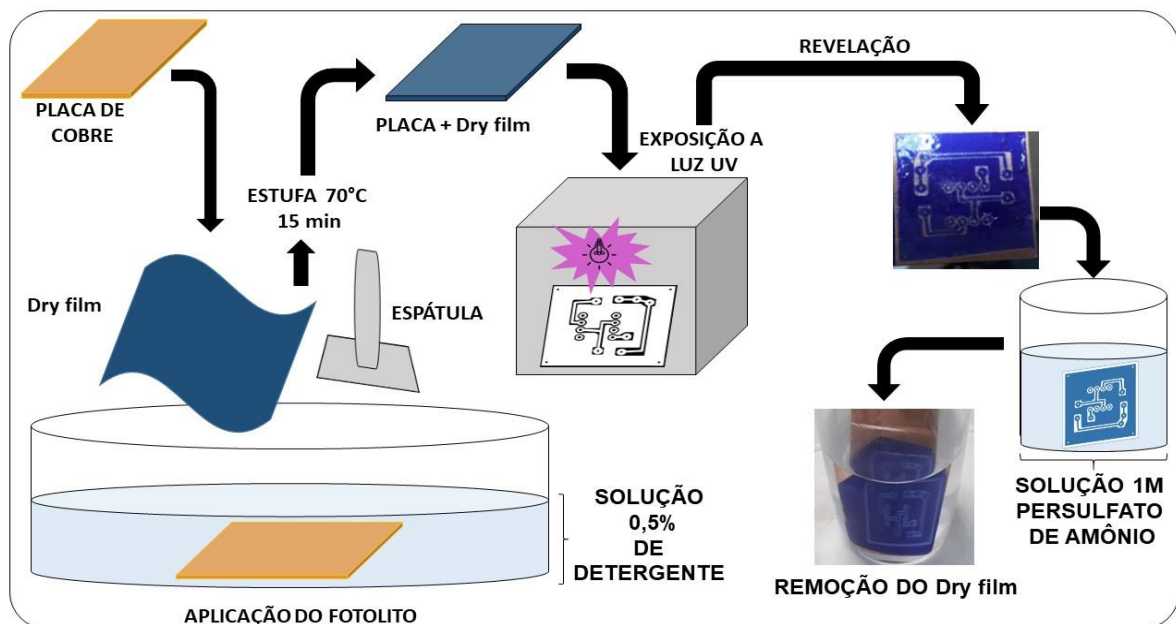 PLACA DE
COBRE
Dry film
ESTUFA 70°C
15 min
ESPÁTULA
SOLUÇÃO
0,5%
DE
DETERGENTE
APLICAÇÃO DO FOTOLITO
PLACA + Dry film
EXPOSIÇÃO A
LUZ UV
REVELAÇÃO
SOLUÇÃO 1M
PERSULFATO
DE AMÔNIO
REMOÇÃO DO Dry film